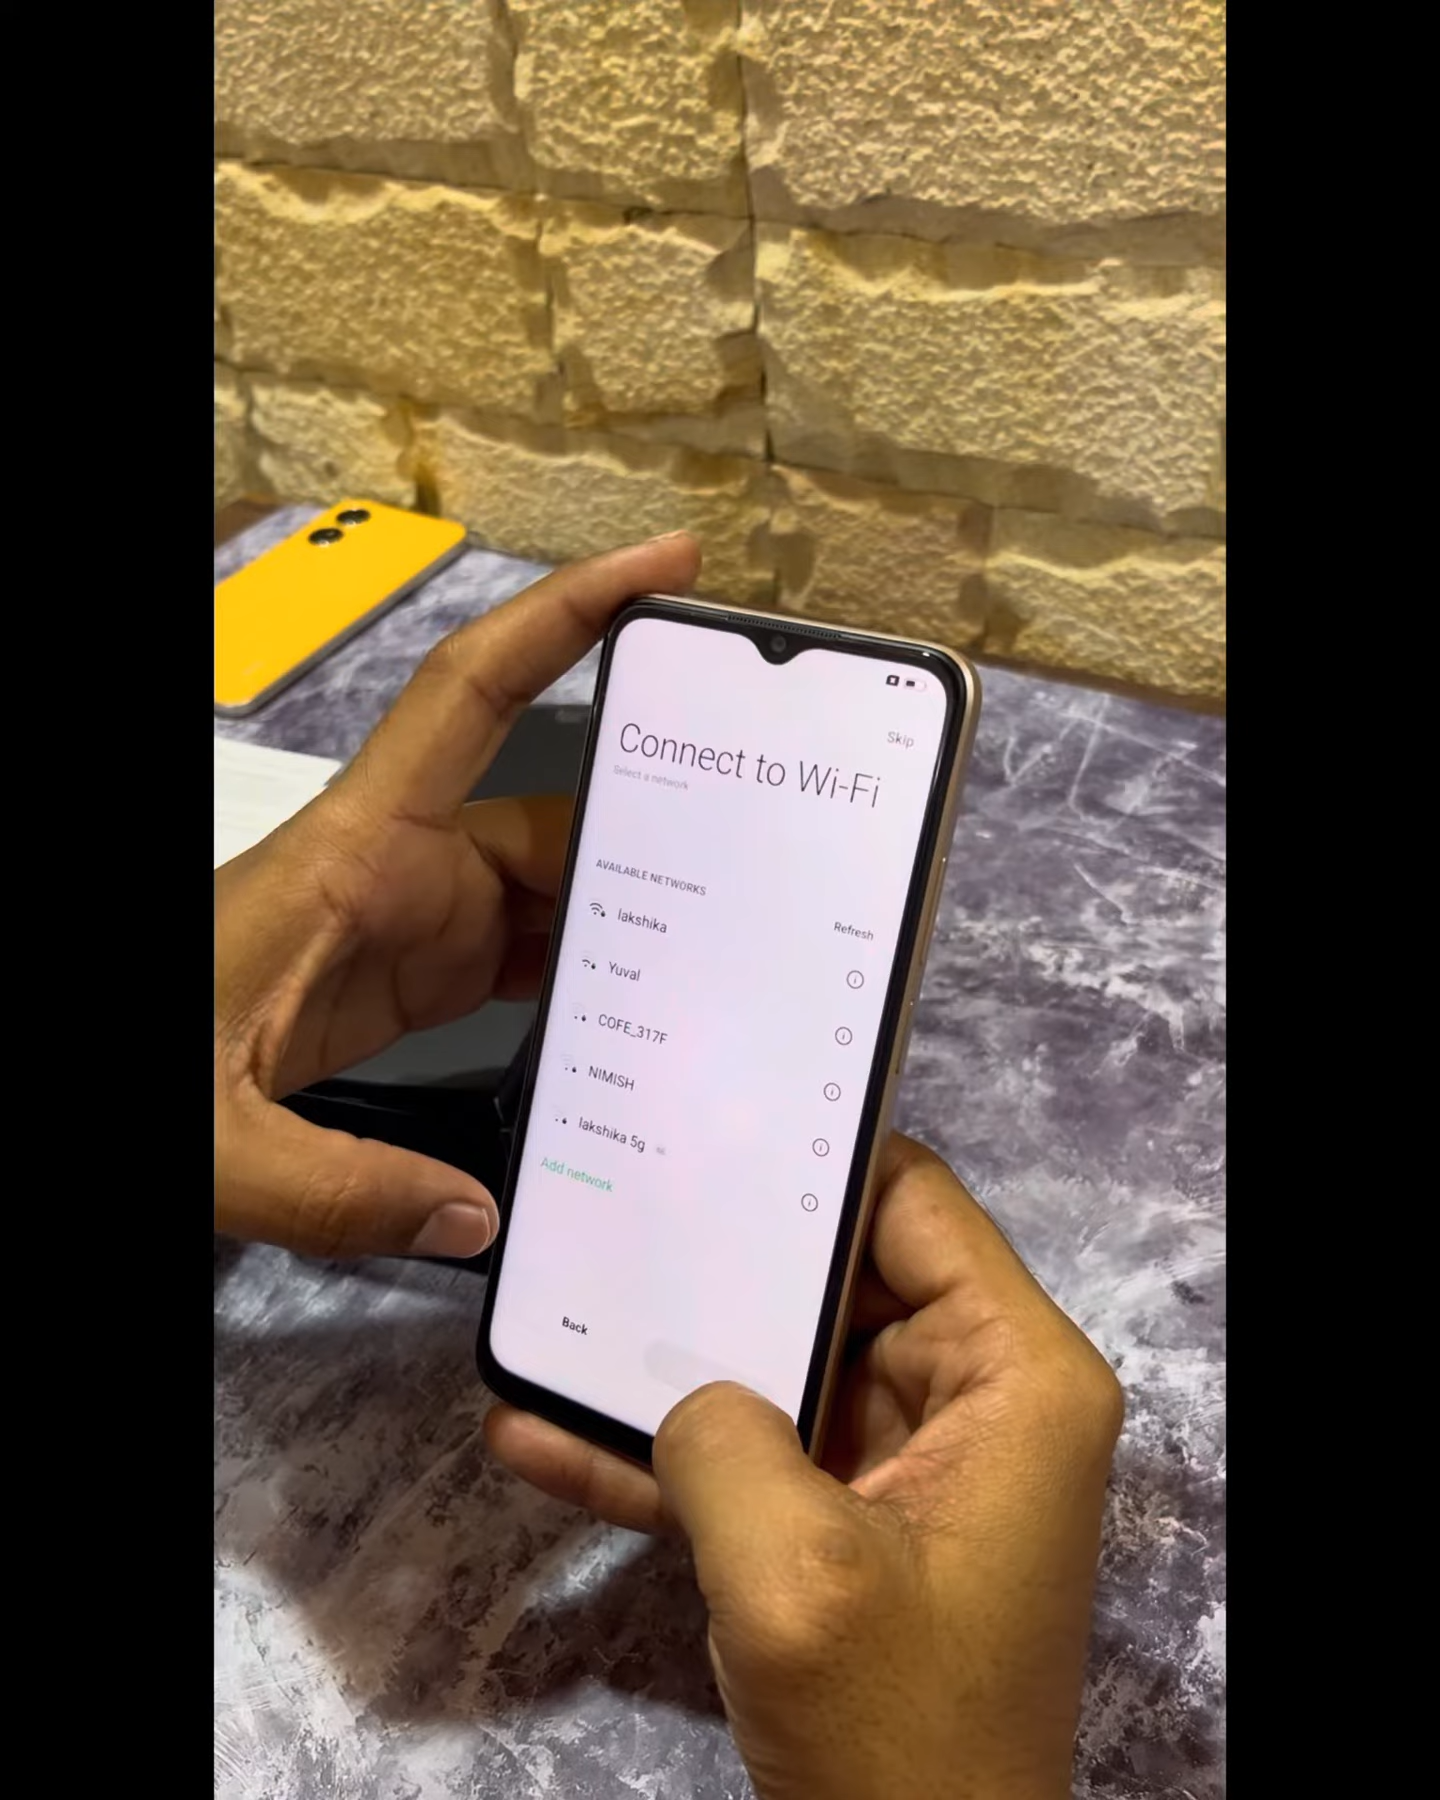 Skip
Connect to Wi-Fi
Select a network
AVAILABLE NETWORKS
Refresh
lakshika
Yuval
COFE_317F
NIMISH
lakshika 5g
Add network
Back